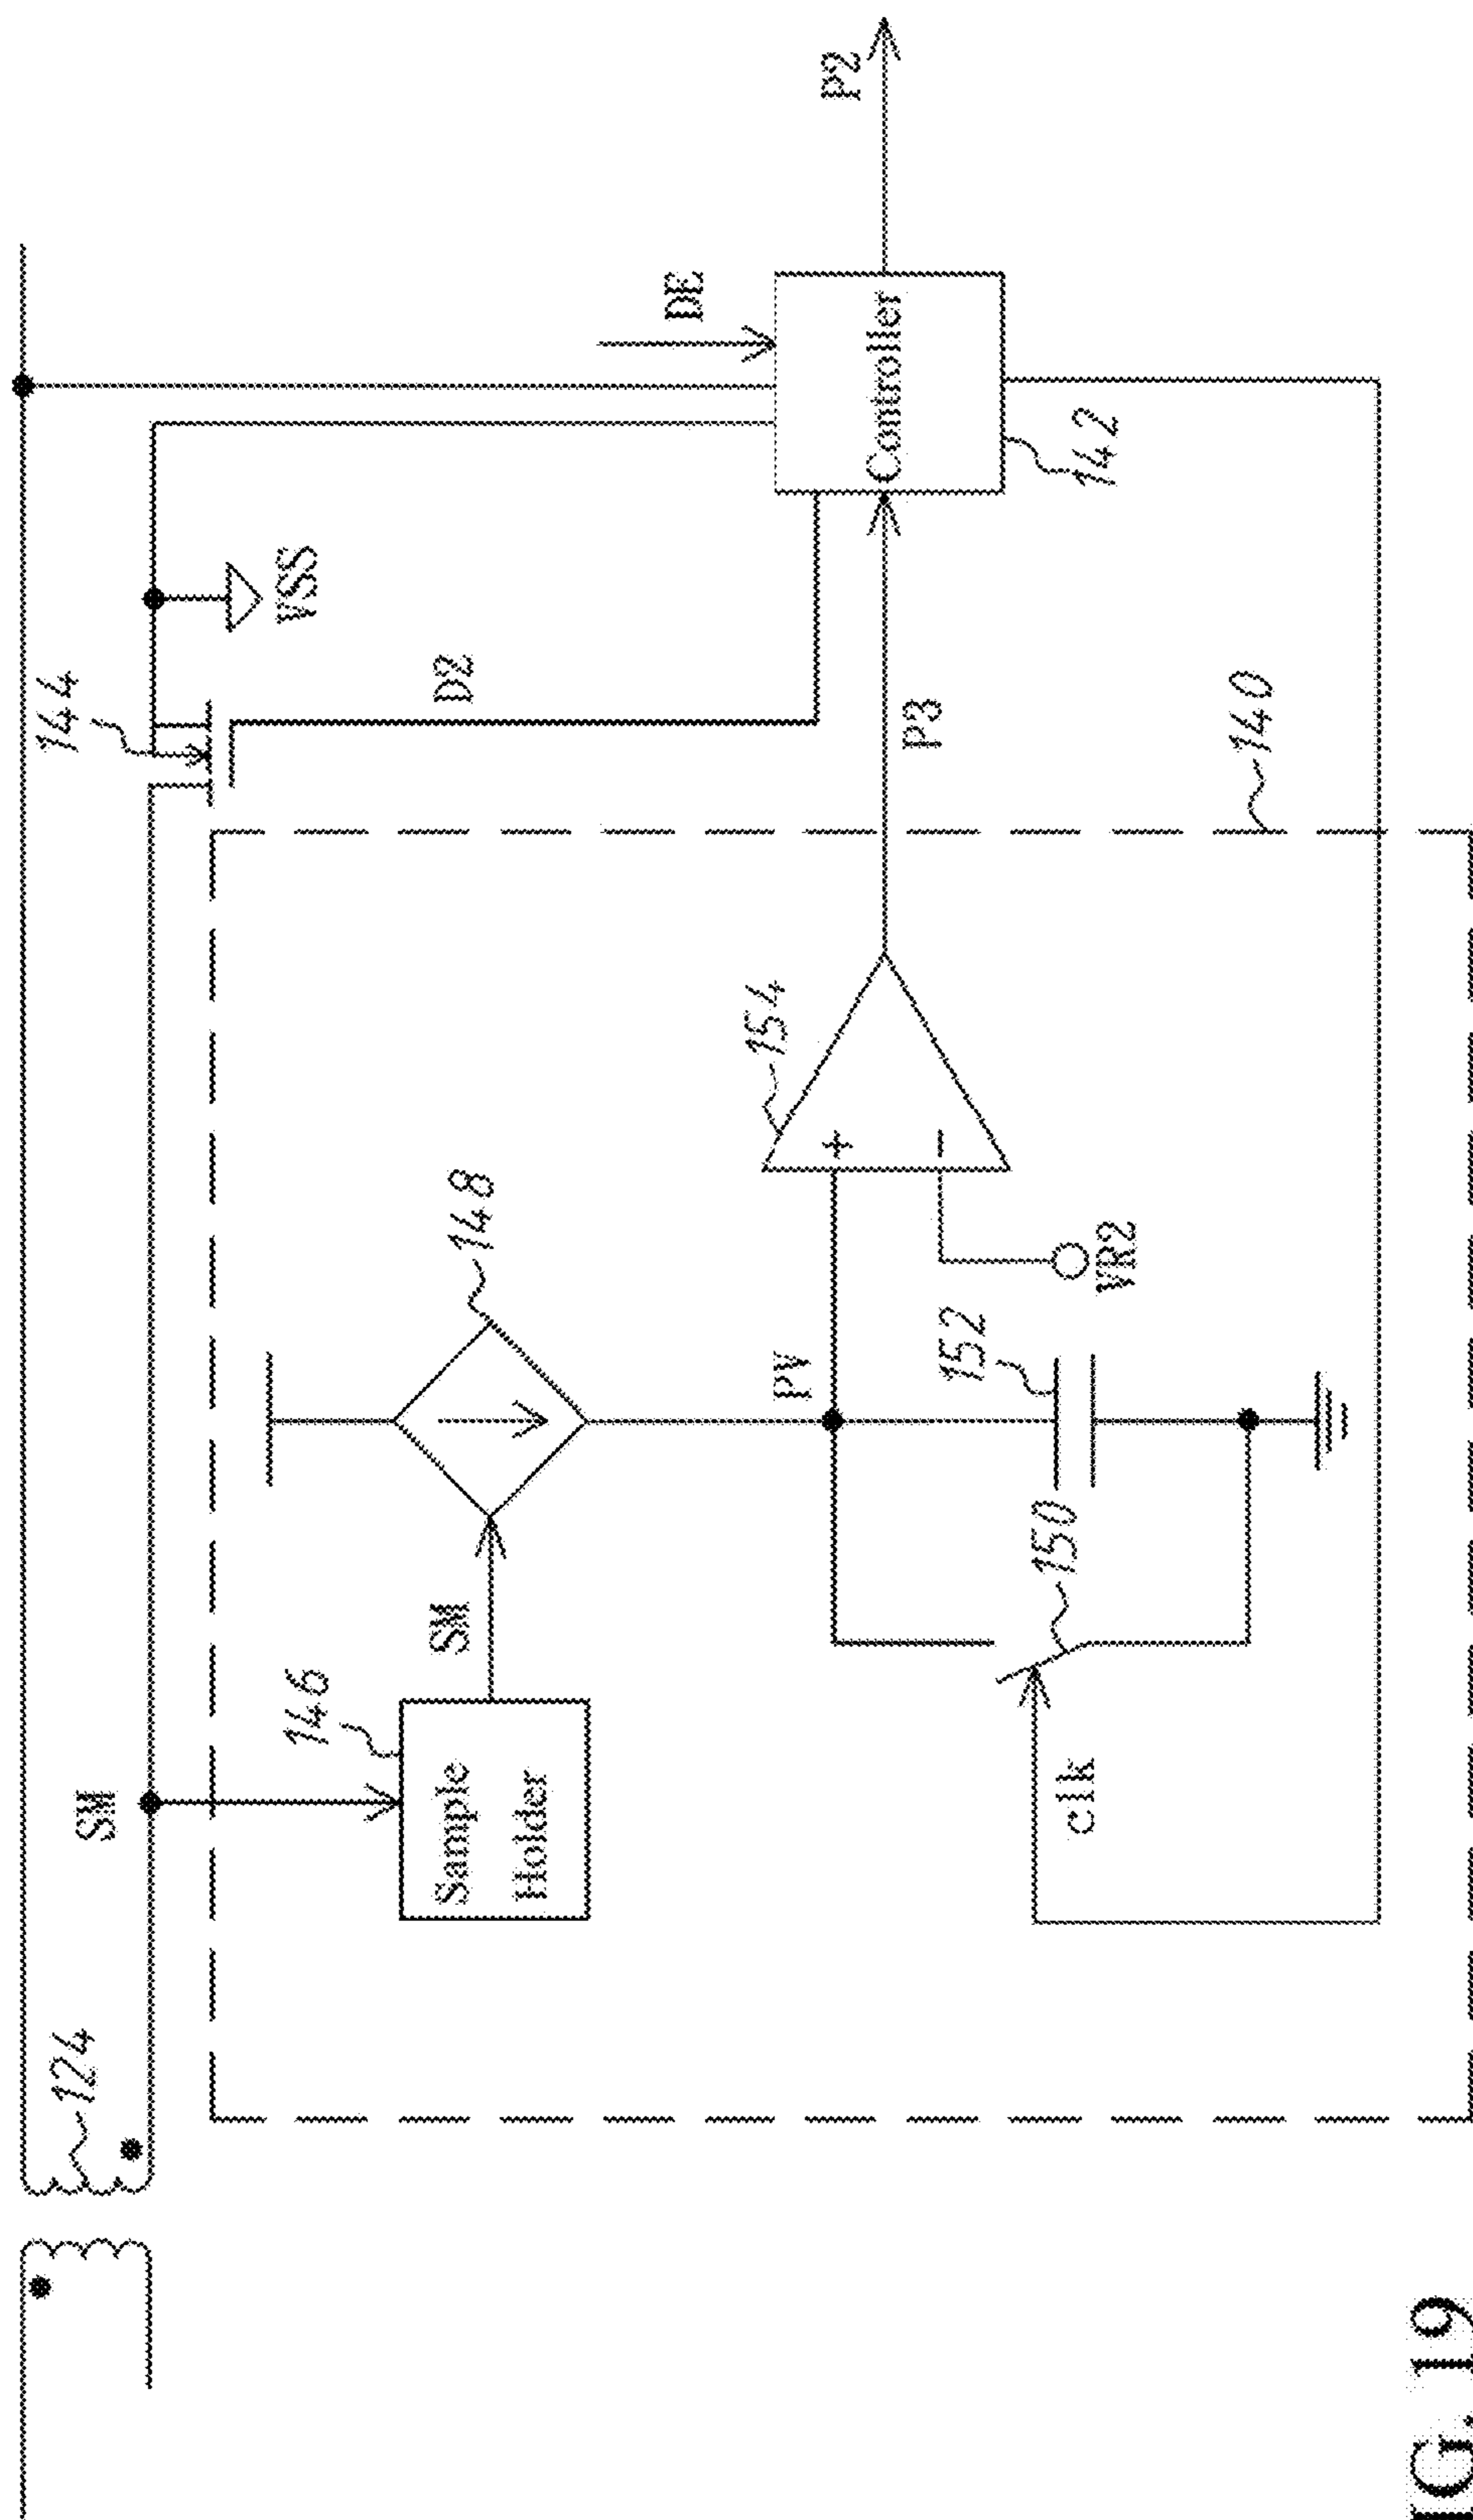 124
SM
144
VSS
D2
DE
P2
146
Sample
Holder
SM
148
PV
154
+
−
P3
Controller
142
VR2
152
150
clk
140
G. 19